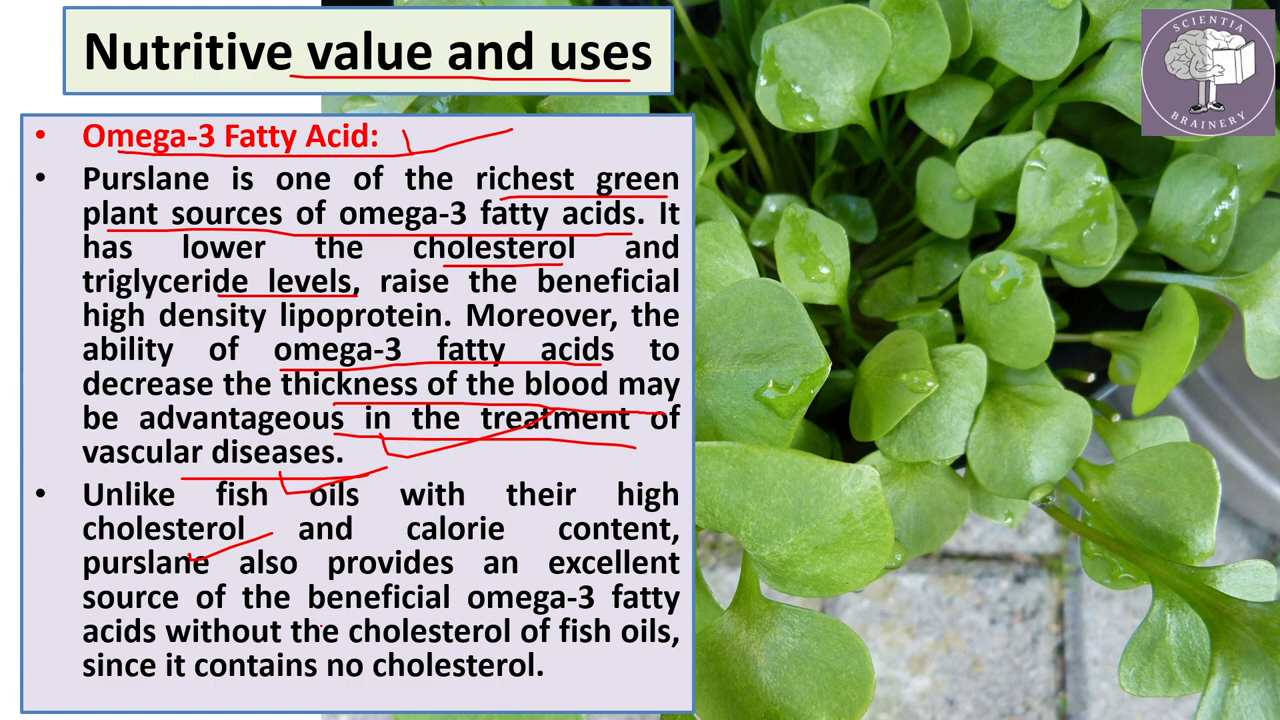 Nutritive value and uses
SCIENTIA
BRAINERY
• Omega-3 Fatty Acid:
• Purslane is one of the richest green
plant sources of omega-3 fatty acids. It
has lower the cholesterol and
triglyceride levels, raise the beneficial
high density lipoprotein. Moreover, the
ability of omega-3 fatty acids to
decrease the thickness of the blood may
be advantageous in the treatment of
vascular diseases.
• Unlike fish oils with their high
cholesterol and calorie content,
purslane also provides an excellent
source of the beneficial omega-3 fatty
acids without the cholesterol of fish oils,
since it contains no cholesterol.